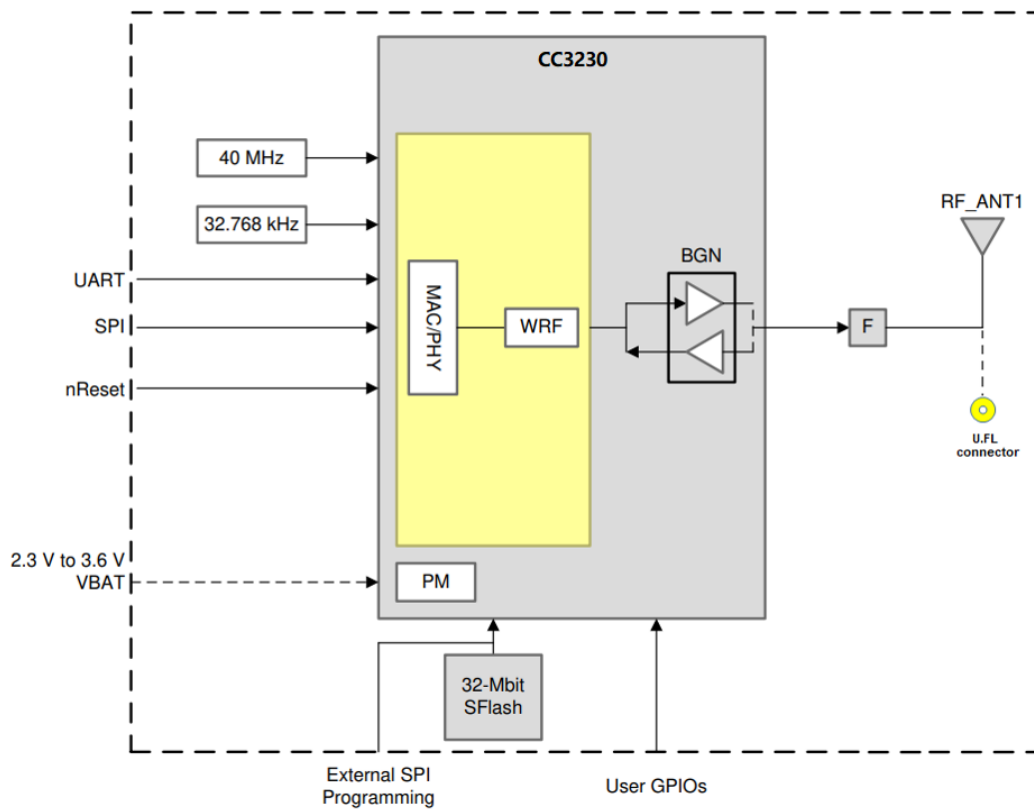 CC3230
40 MHz
32.768 kHz
RF_ANT1
BGN
UART
SPI
nReset
MAC/PHY
WRF
F
U.FL
connector
2.3 V to 3.6 V
VBAT
PM
32-Mbit
SFlash
External SPI
Programming
User GPIOs